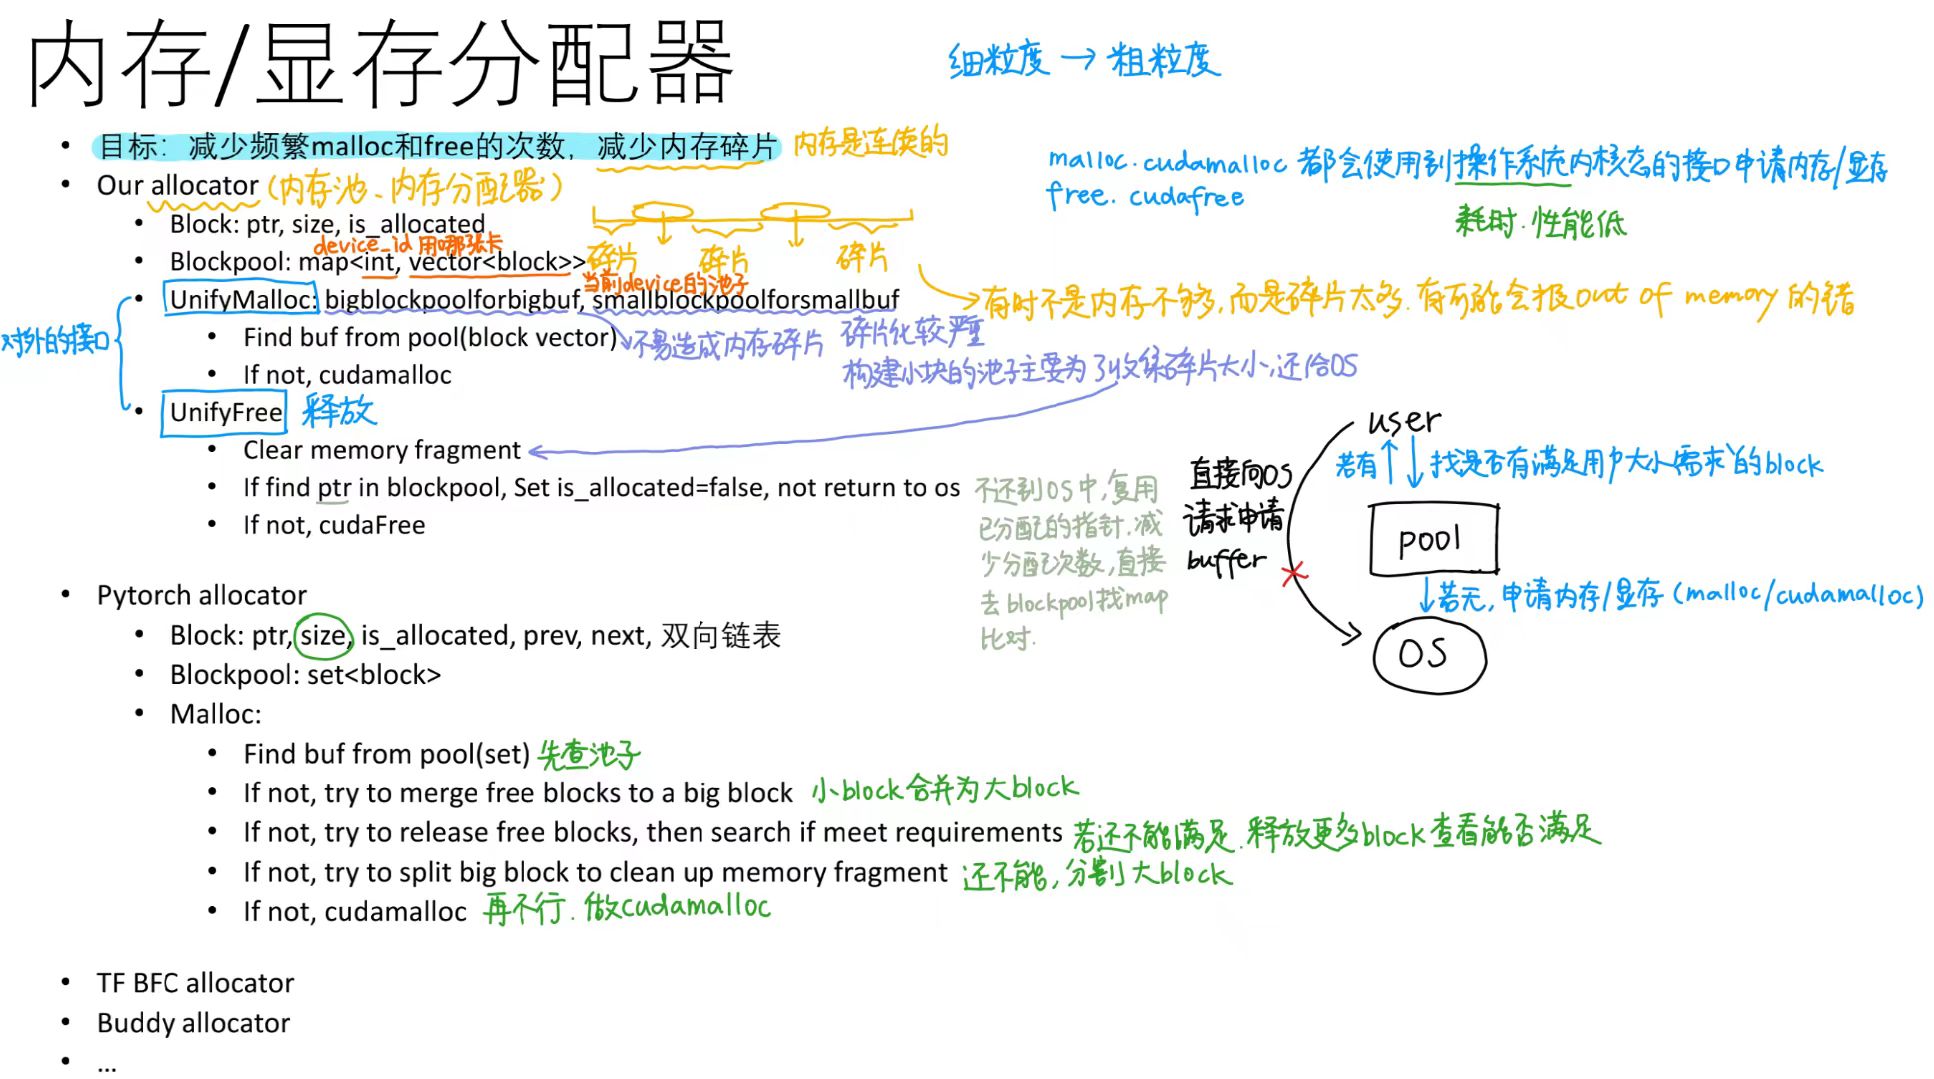 内存/显存分配器
细粒度 → 粗粒度
• 目标：减少频繁malloc和free的次数，减少内存碎片 内存是连续的
malloc.cudamalloc 都会使用到操作系统内核态的接口申请内存/显存
free. cudafree
耗时.性能低
• Our allocator (内存池、内存分配器)
• Block: ptr, size, is_allocated
device_id 用哪张卡
碎片 碎片 碎片
• Blockpool: map<int, vector<block>>
当前device的池子
• UnifyMalloc: bigblockpoolforbigbuf, smallblockpoolforsmallbuf
有时不是内存不够,而是碎片太多.有可能会报out of memory 的错
对外的接口
• Find buf from pool(block vector)
不易造成内存碎片 碎片化较严重
构建小块的池子主要为了收集碎片大小,还给OS
• If not, cudamalloc
• UnifyFree 释放
• Clear memory fragment
• If find ptr in blockpool, Set is_allocated=false, not return to os
不还到OS中,复用
已分配的指针.减
少分配次数,直接
去blockpool找map
比对.
• If not, cudaFree
user
若有 找是否有满足用户大小需求的block
直接向OS
请求申请
buffer
pool
若无,申请内存/显存(malloc/cudamalloc)
OS
• Pytorch allocator
• Block: ptr, size, is_allocated, prev, next, 双向链表
• Blockpool: set<block>
• Malloc:
• Find buf from pool(set) 先查池子
• If not, try to merge free blocks to a big block 小block合并为大block
• If not, try to release free blocks, then search if meet requirements 若还不能满足.释放更多block查看能否满足
• If not, try to split big block to clean up memory fragment 还不能,分割大block
• If not, cudamalloc 再不行.做cudamalloc
• TF BFC allocator
• Buddy allocator
• ...